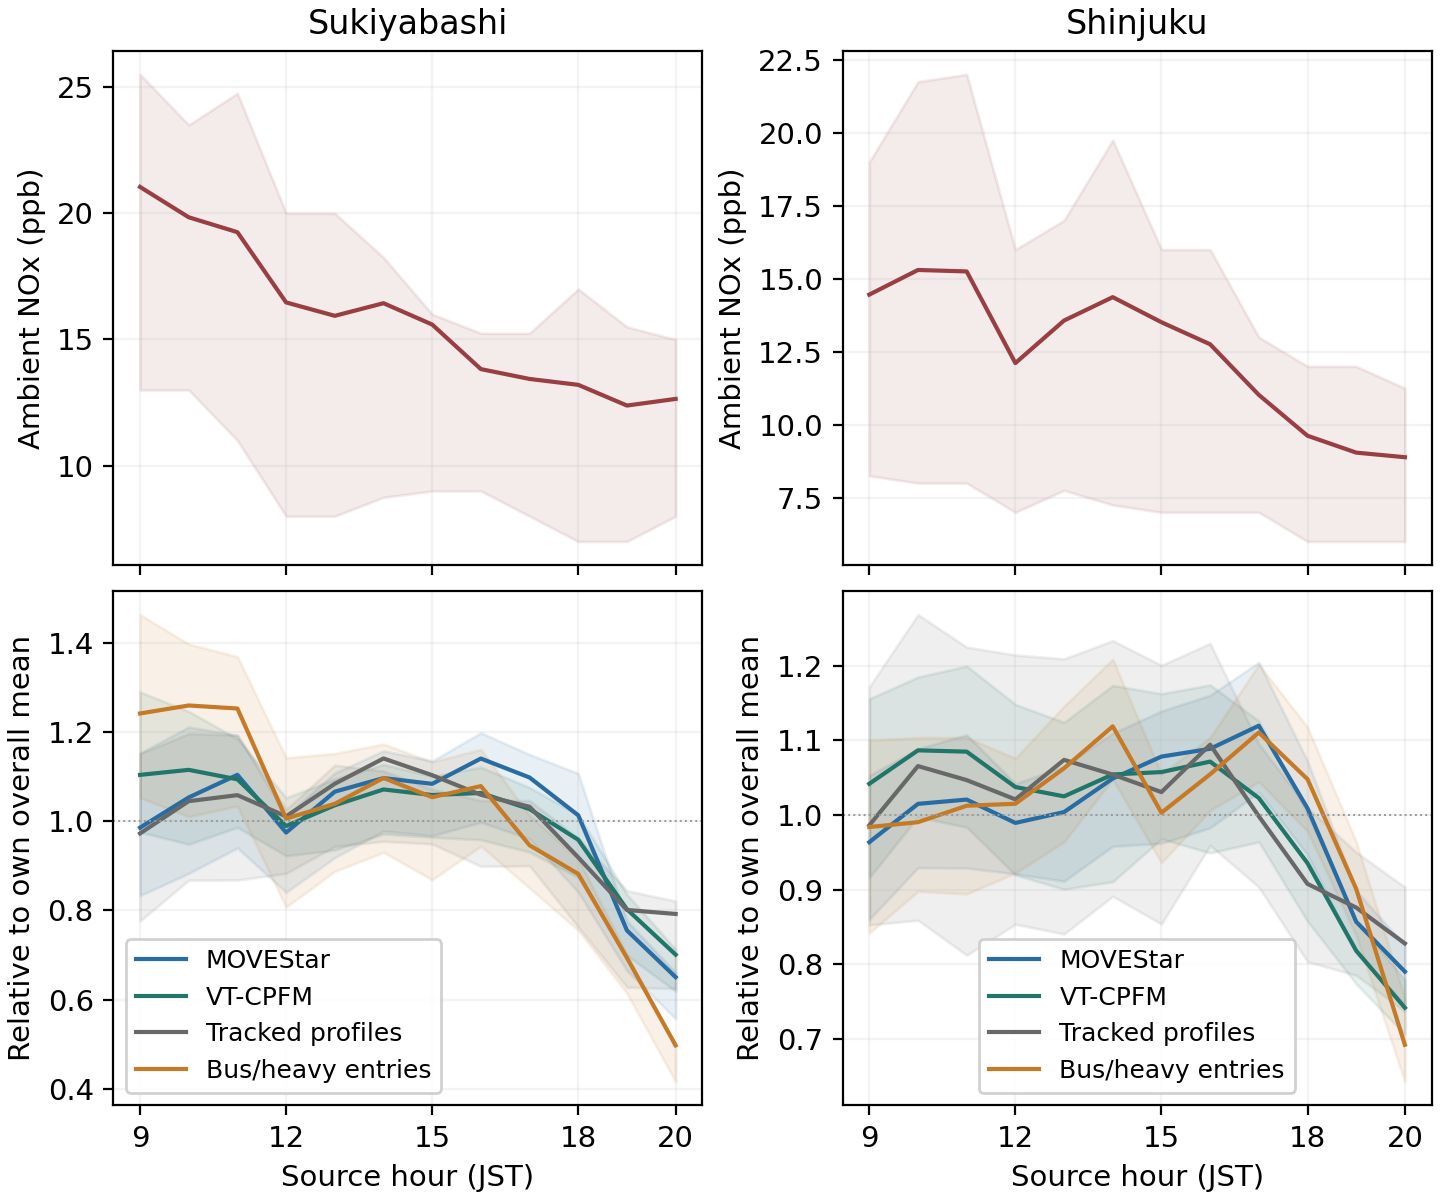 Sukiyabashi
Shinjuku
Ambient NOx (ppb)
25
20
15
10
Ambient NOx (ppb)
22.5
20.0
17.5
15.0
12.5
10.0
7.5
Relative to own overall mean
1.4
1.2
1.0
0.8
0.6
0.4
MOVEStar
VT-CPFM
Tracked profiles
Bus/heavy entries
9 12 15 18 20
Source hour (JST)
Relative to own overall mean
1.2
1.1
1.0
0.9
0.8
0.7
MOVEStar
VT-CPFM
Tracked profiles
Bus/heavy entries
9 12 15 18 20
Source hour (JST)